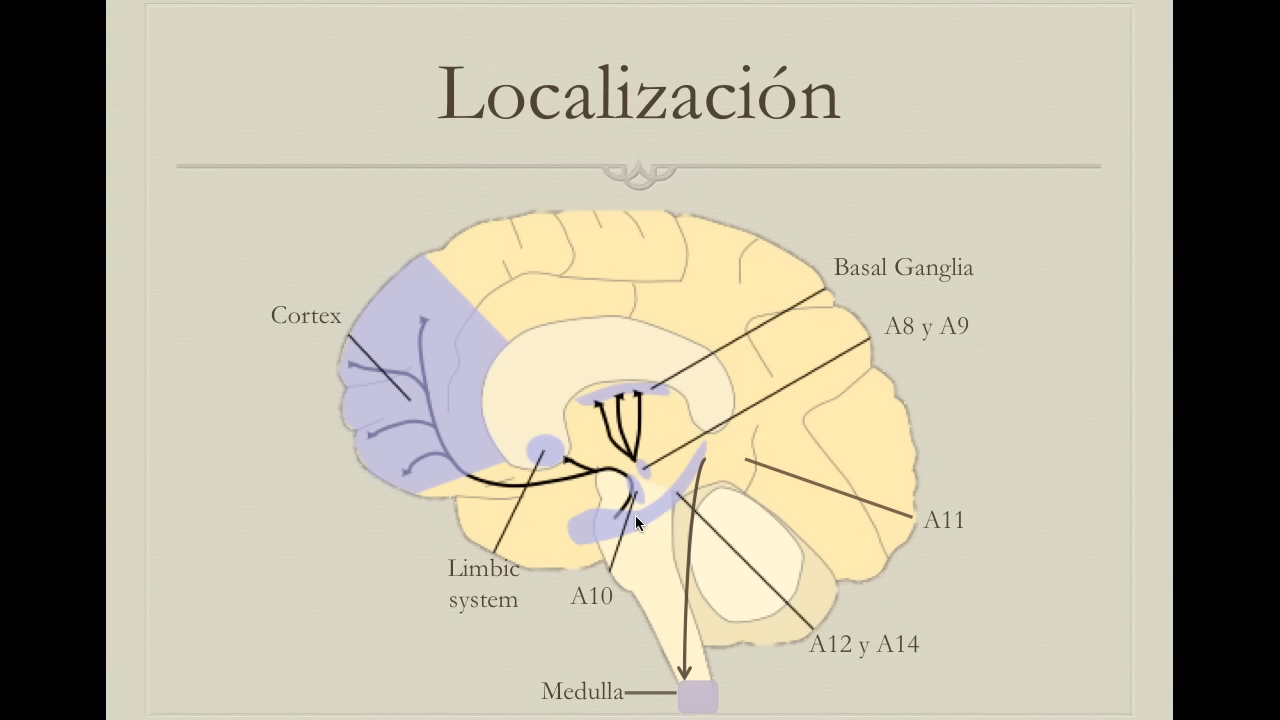 Localización
Basal Ganglia
Cortex
A8 y A9
A11
Limbic
system
A10
A12 y A14
Medulla